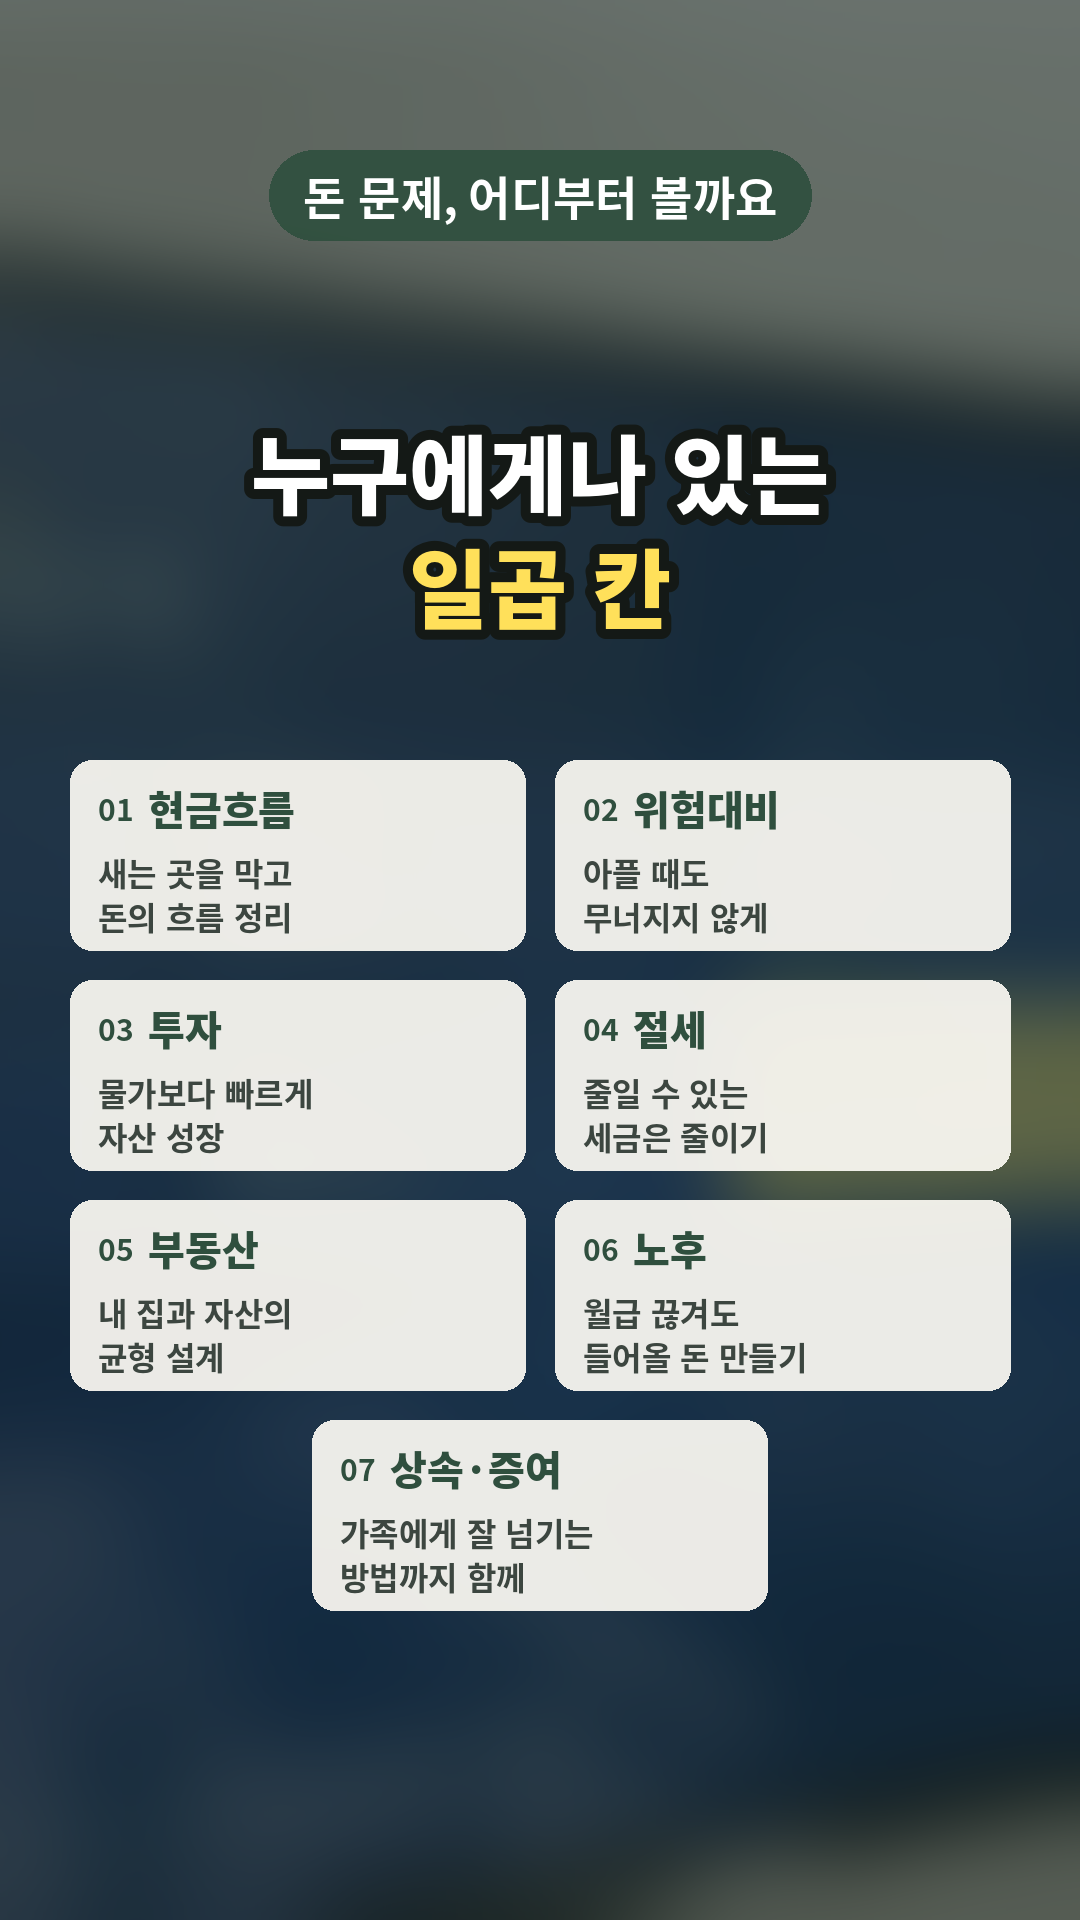 돈 문제, 어디부터 볼까요
누구에게나 있는
일곱 칸
01 현금흐름
새는 곳을 막고
돈의 흐름 정리
02 위험대비
아플 때도
무너지지 않게
03 투자
물가보다 빠르게
자산 성장
04 절세
줄일 수 있는
세금은 줄이기
05 부동산
내 집과 자산의
균형 설계
06 노후
월급 끊겨도
들어올 돈 만들기
07 상속·증여
가족에게 잘 넘기는
방법까지 함께